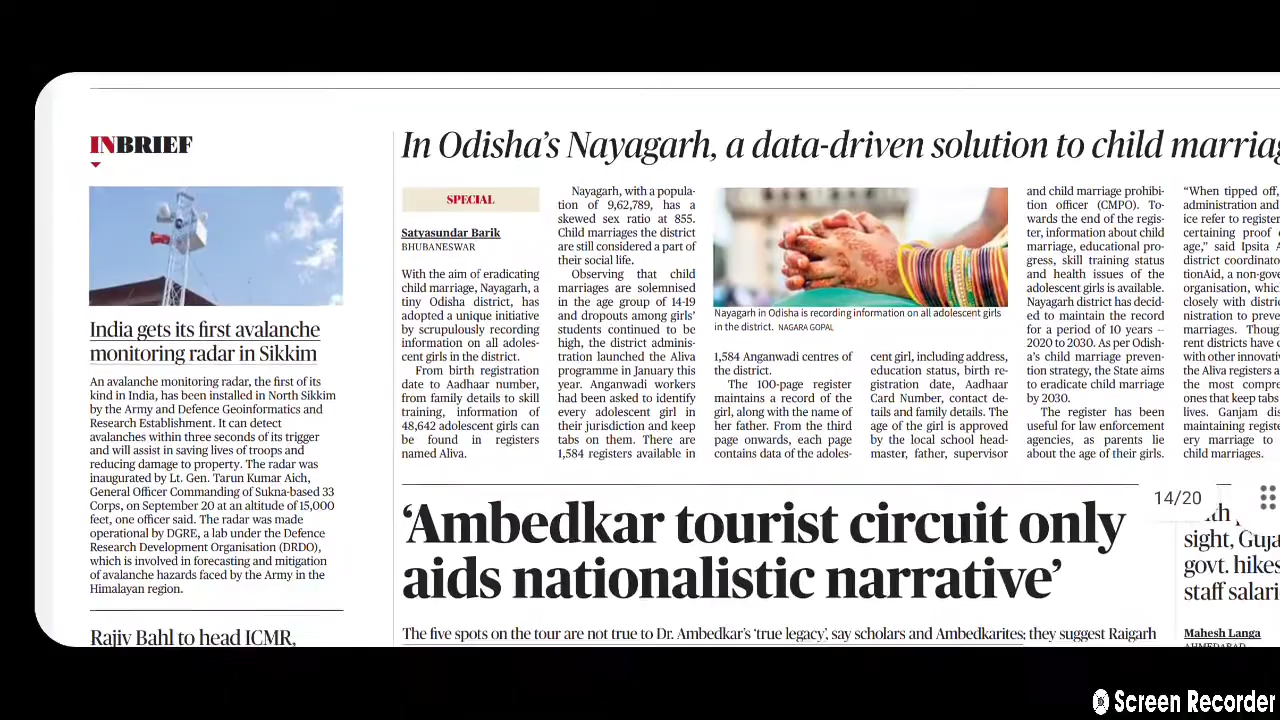 INBRIEF
India gets its first avalanche
monitoring radar in Sikkim
An avalanche monitoring radar, the first of its
kind in India, has been installed in North Sikkim
by the Army and Defence Geoinformatics and
Research Establishment. It can detect
avalanches within three seconds of its trigger
and will assist in saving lives of troops and
reducing damage to property. The radar was
inaugurated by Lt. Gen. Tarun Kumar Aich,
General Officer Commanding of Sukna-based 33
Corps, on September 20 at an altitude of 15,000
feet, one officer said. The radar was made
operational by DGRE, a lab under the Defence
Research Development Organisation (DRDO),
which is involved in forecasting and mitigation
of avalanche hazards faced by the Army in the
Himalayan region.
Rajiv Bahl to head ICMR,
In Odisha's Nayagarh, a data-driven solution to child marriag
SPECIAL
Satyasundar Barik
BHUBANESWAR
With the aim of eradicating
child marriage, Nayagarh, a
tiny Odisha district, has
adopted a unique initiative
by scrupulously recording
information on all adoles-
cent girls in the district.
From birth registration
date to Aadhaar number,
from family details to skill
training, information of
48,642 adolescent girls can
be found in registers
named Aliva.
Nayagarh, with a popula-
tion of 9,62,789, has a
skewed sex ratio at 855.
Child marriages the district
are still considered a part of
their social life.
Observing that child
marriages are solemnised
in the age group of 14-19
and dropouts among girls'
students continued to be
high, the district adminis-
tration launched the Aliva
programme in January this
year. Anganwadi workers
had been asked to identify
every adolescent girl in
their jurisdiction and keep
tabs on them. There are
1,584 registers available in
Nayagarh in Odisha is recording information on all adolescent girls
in the district. NAGARA GOPAL
1,584 Anganwadi centres of
the district.
The 100-page register
maintains a record of the
girl, along with the name of
her father. From the third
page onwards, each page
contains data of the adoles-
cent girl, including address,
education status, birth re-
gistration date, Aadhaar
Card Number, contact de-
tails and family details. The
age of the girl is approved
by the local school head-
master, father, supervisor
and child marriage prohibi-
tion officer (CMPO). To-
wards the end of the regis-
ter, information about child
marriage, educational pro-
gress, skill training status
and health issues of the
adolescent girls is available.
Nayagarh district has decid-
ed to maintain the record
for a period of 10 years —
2020 to 2030. As per Odish-
a's child marriage preven-
tion strategy, the State aims
to eradicate child marriage
by 2030.
The register has been
useful for law enforcement
agencies, as parents lie
about the age of their girls.
"When tipped off,
administration and
ice refer to register
certaining proof o
age," said Ipsita
district coordinato
tionAid, a non-gov
organisation, whic
closely with distri
nistration to preve
marriages. Thoug
rent districts have c
with other innovati
the Aliva registers a
the most compre
ones that keeps tabs
lives. Ganjam di
maintaining registe
ery marriage to
child marriages.
'Ambedkar tourist circuit only
aids nationalistic narrative'
The five spots on the tour are not true to Dr. Ambedkar's 'true legacy', say scholars and Ambedkarites; they suggest Raigarh
14/20
sight, Guja
govt. hikes
staff salari
Mahesh Langa
AHMEDABAD
Screen Recorder